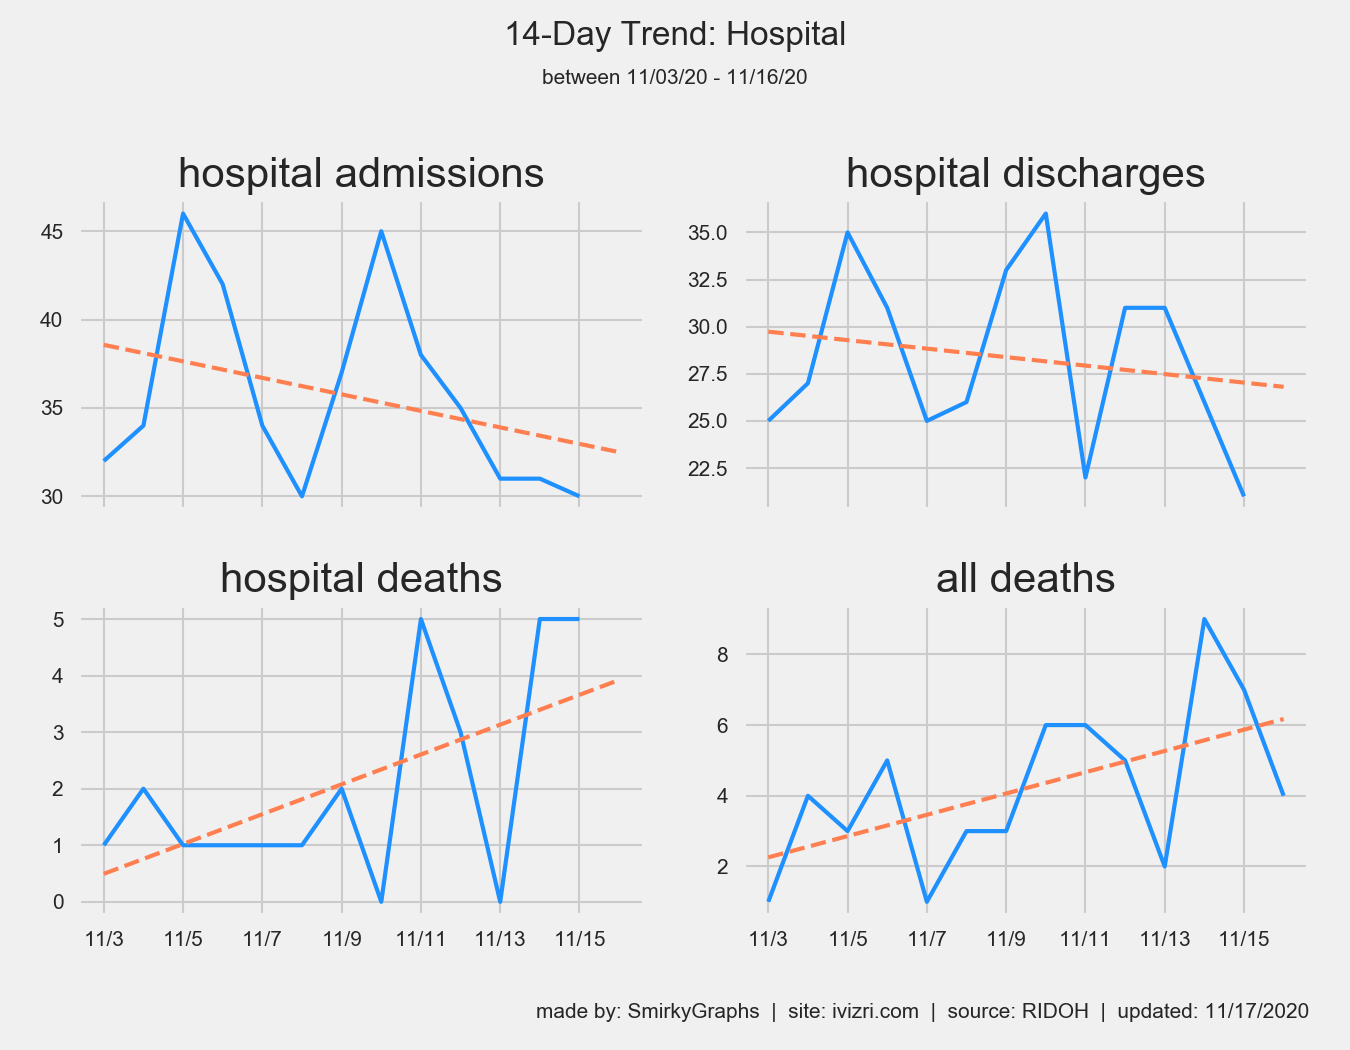 14-Day Trend: Hospital
between 11/03/20 - 11/16/20
hospital admissions
45
40
35
30
hospital discharges
35.0
32.5
30.0
27.5
25.0
22.5
hospital deaths
5
4
3
2
1
0
11/3 11/5 11/7 11/9 11/11 11/13 11/15
all deaths
8
6
4
2
11/3 11/5 11/7 11/9 11/11 11/13 11/15
made by: SmirkyGraphs | site: ivizri.com | source: RIDOH | updated: 11/17/2020